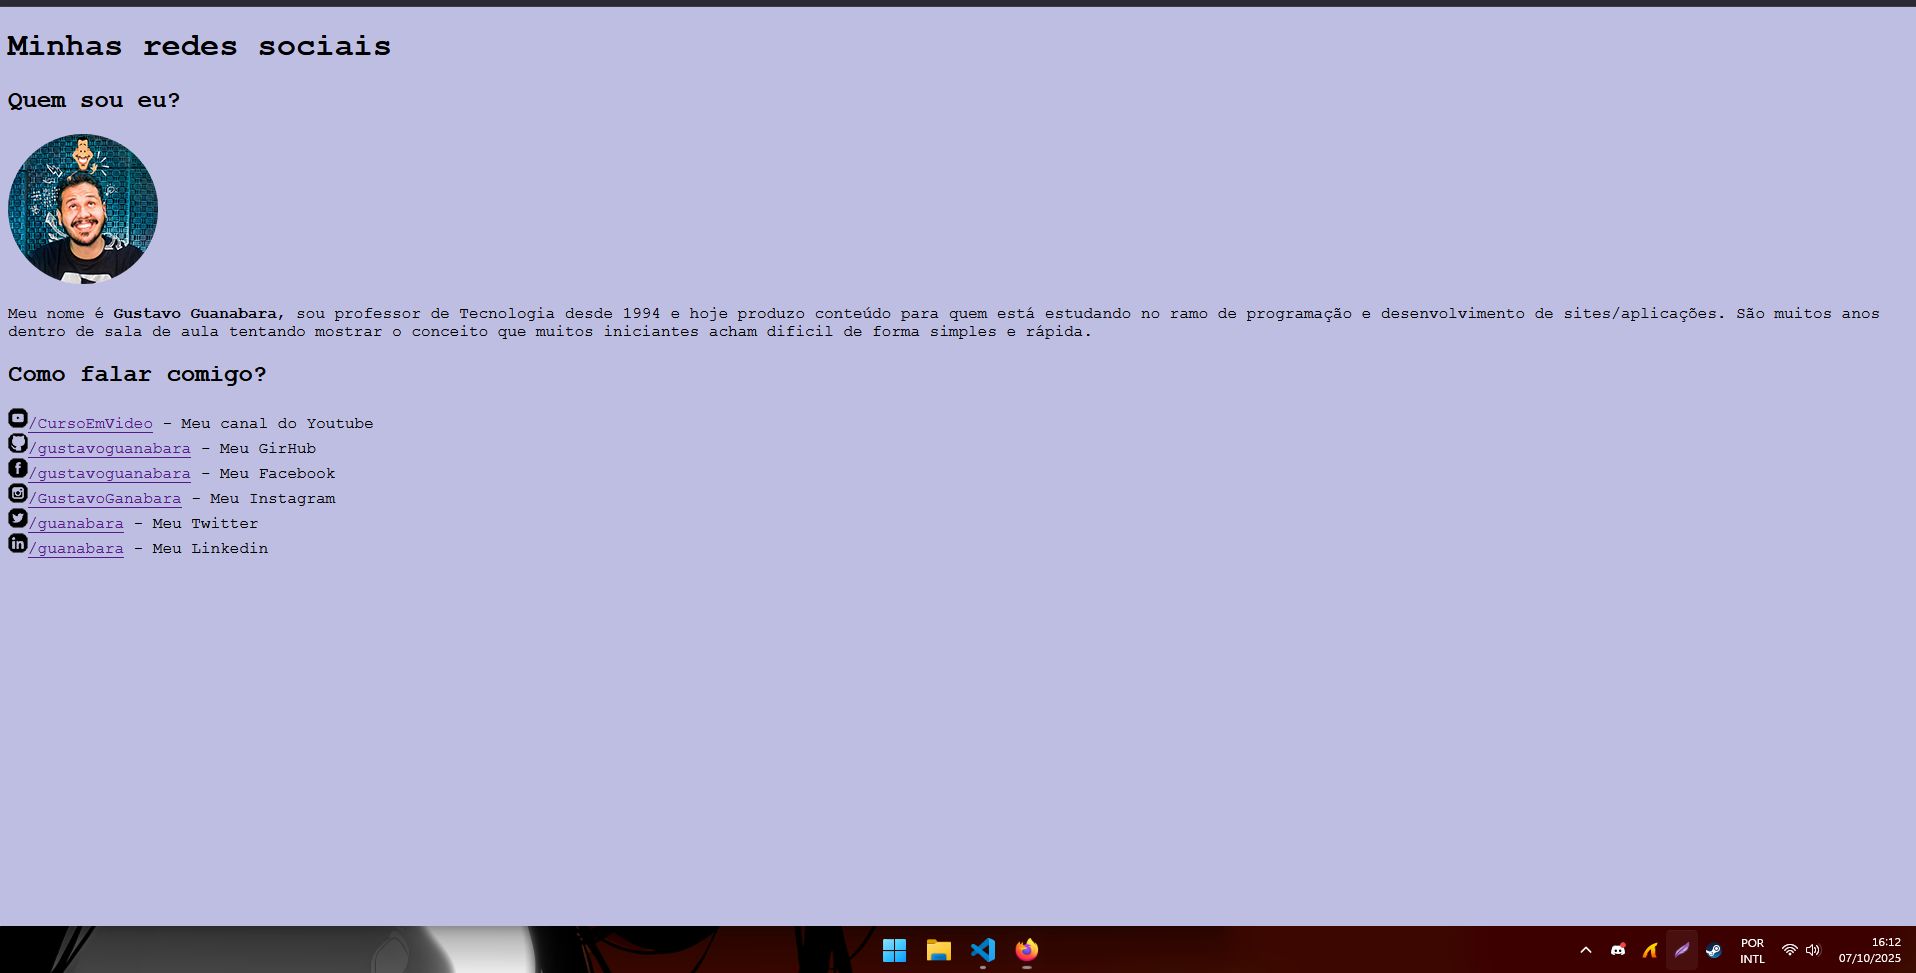 Minhas redes sociais
Quem sou eu?
Meu nome é Gustavo Guanabara, sou professor de Tecnologia desde 1994 e hoje produzo conteúdo para quem está estudando no ramo de programação e desenvolvimento de sites/aplicações. São muitos anos
dentro de sala de aula tentando mostrar o conceito que muitos iniciantes acham dificil de forma simples e rápida.
Como falar comigo?
/CursoEmVideo - Meu canal do Youtube
/gustavoguanabara - Meu GirHub
/gustavoguanabara - Meu Facebook
/GustavoGanabara - Meu Instagram
/guanabara - Meu Twitter
/guanabara - Meu Linkedin
POR
INTL
16:12
07/10/2025